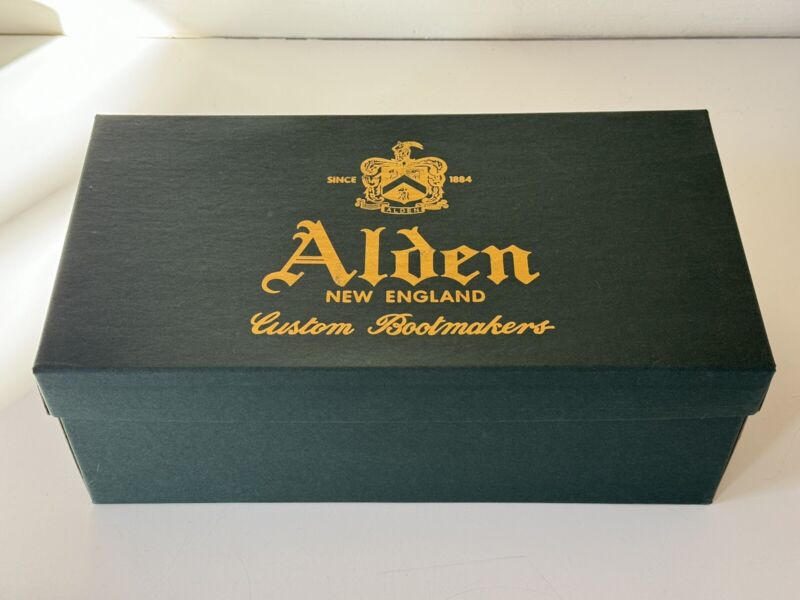 SINCE 1884
ALDEN
Alden
NEW ENGLAND
Custom Bootmakers